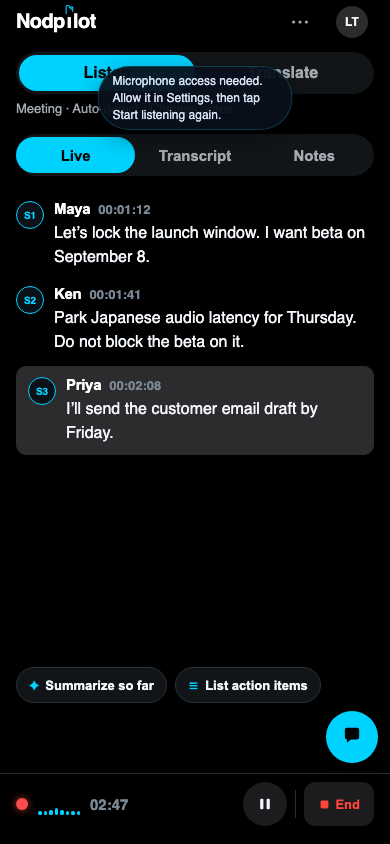 Nodpilot
LT
Translate
Microphone access needed.
Allow it in Settings, then tap
Start listening again.
Meeting
Live Transcript Notes
S1 Maya 00:01:12
Let’s lock the launch window. I want beta on
September 8.
S2 Ken 00:01:41
Park Japanese audio latency for Thursday.
Do not block the beta on it.
S3 Priya 00:02:08
I’ll send the customer email draft by
Friday.
Summarize so far List action items
02:47 End